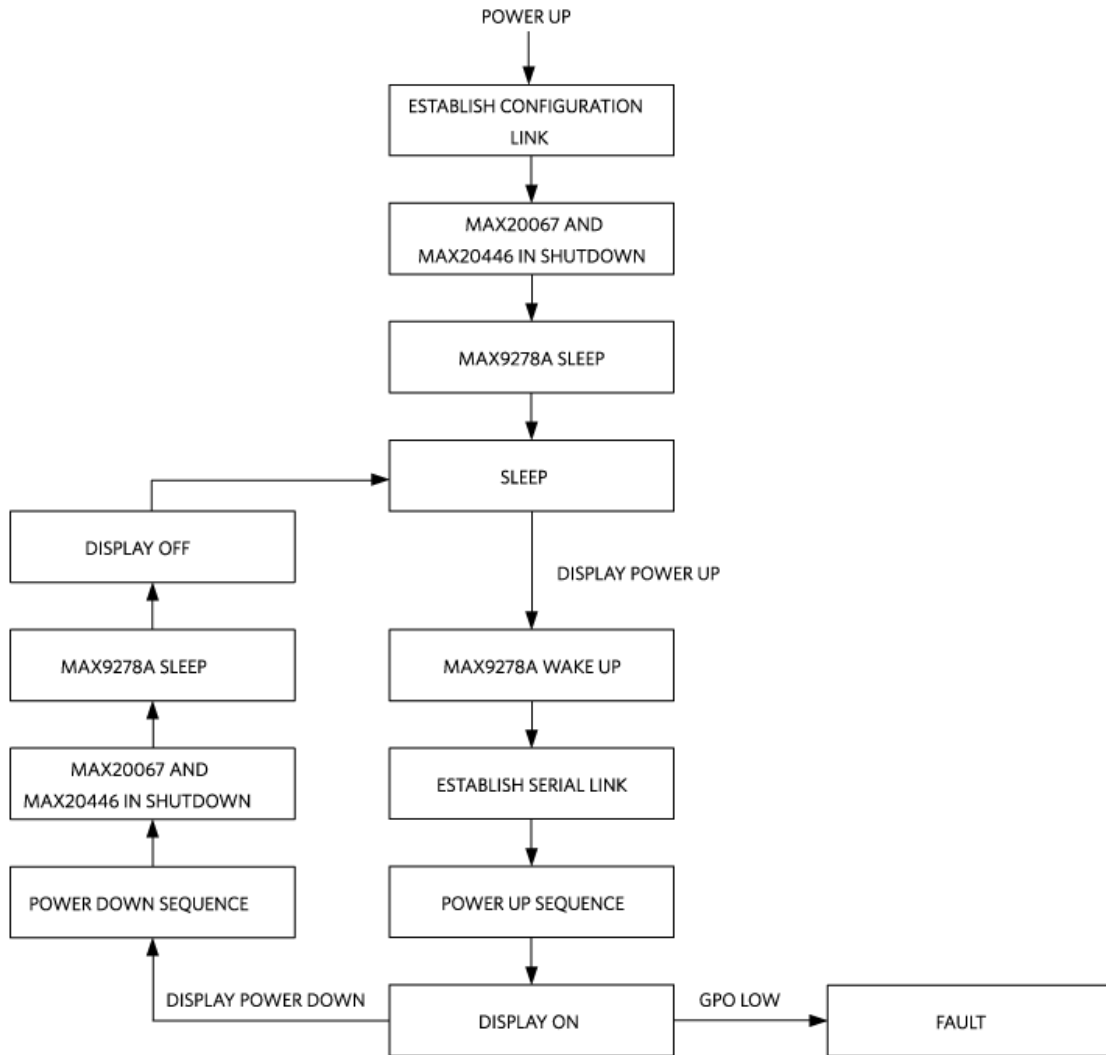 POWER UP
ESTABLISH CONFIGURATION
LINK
MAX20067 AND
MAX20446 IN SHUTDOWN
MAX9278A SLEEP
SLEEP
DISPLAY OFF
DISPLAY POWER UP
MAX9278A SLEEP
MAX9278A WAKE UP
MAX20067 AND
MAX20446 IN SHUTDOWN
ESTABLISH SERIAL LINK
POWER DOWN SEQUENCE
POWER UP SEQUENCE
DISPLAY POWER DOWN
DISPLAY ON
GPO LOW
FAULT